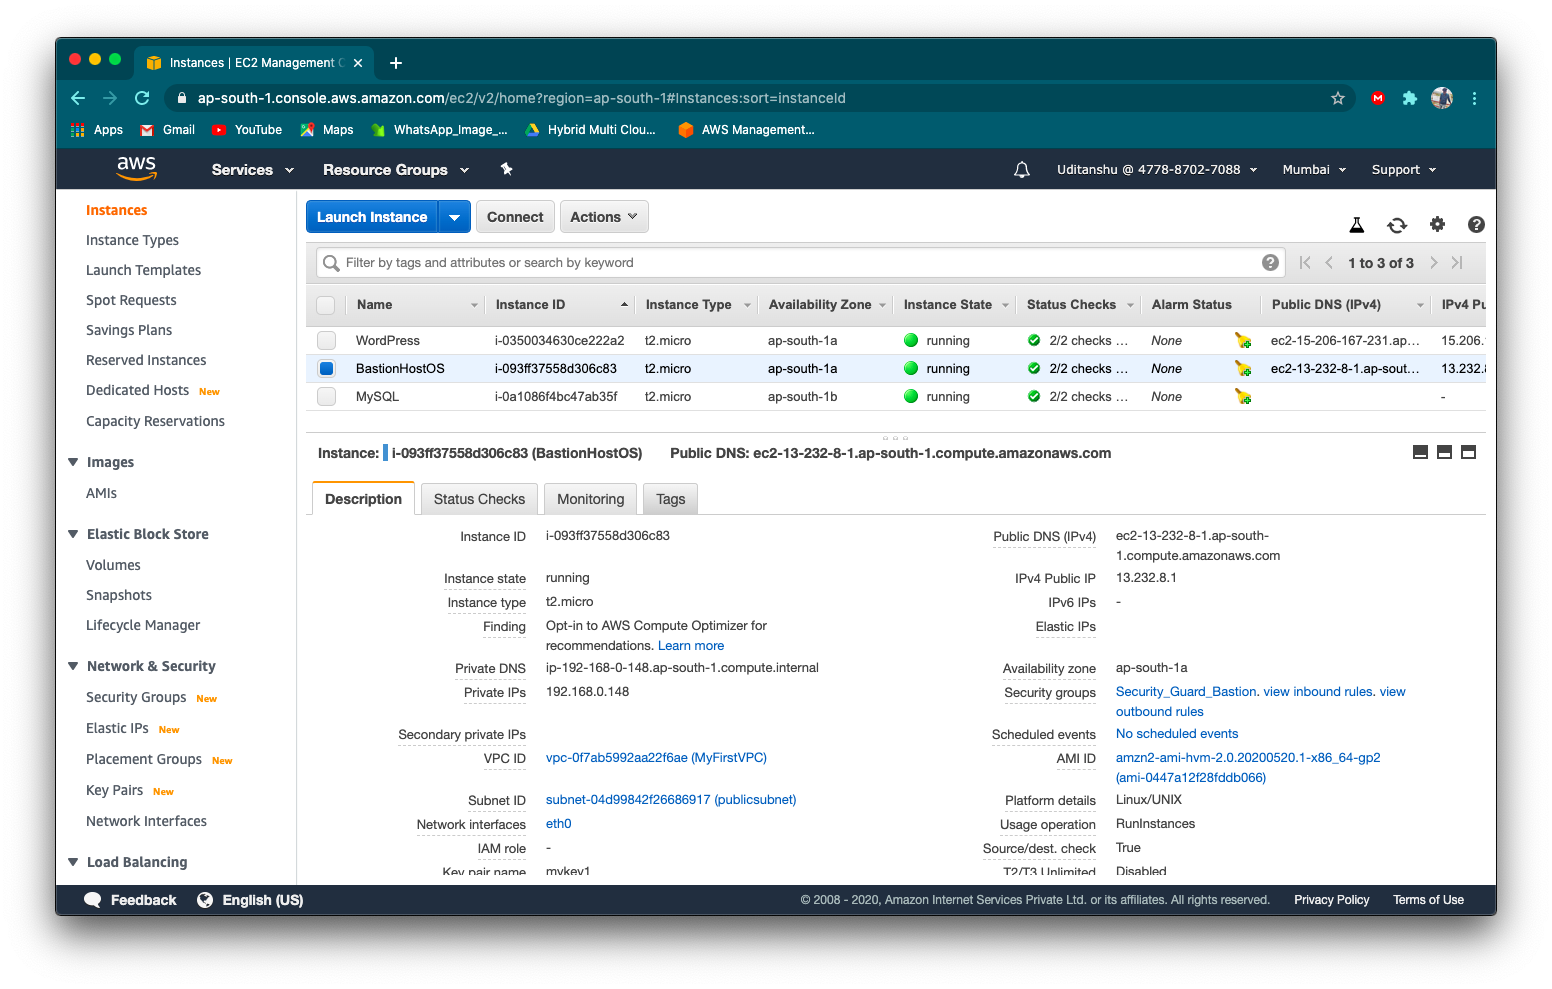 Instances | EC2 Management C
ap-south-1.console.aws.amazon.com/ec2/v2/home?region=ap-south-1#Instances:sort=instanceId
Apps Gmail YouTube Maps WhatsApp_Image_... Hybrid Multi Clou... AWS Management...
aws Services Resource Groups Uditanshu @ 4778-8702-7088 Mumbai Support
Instances
Instance Types
Launch Templates
Spot Requests
Savings Plans
Reserved Instances
Dedicated Hosts New
Capacity Reservations
Images
AMIs
Elastic Block Store
Volumes
Snapshots
Lifecycle Manager
Network & Security
Security Groups New
Elastic IPs New
Placement Groups New
Key Pairs New
Network Interfaces
Load Balancing
Launch Instance Connect Actions
Filter by tags and attributes or search by keyword 1 to 3 of 3
Name Instance ID Instance Type Availability Zone Instance State Status Checks Alarm Status Public DNS (IPv4) IPv4 Pu
WordPress i-0350034630ce222a2 t2.micro ap-south-1a running 2/2 checks ... None ec2-15-206-167-231.ap... 15.206.
BastionHostOS i-093ff37558d306c83 t2.micro ap-south-1a running 2/2 checks ... None ec2-13-232-8-1.ap-sout... 13.232.8
MySQL i-0a1086f4bc47ab35f t2.micro ap-south-1b running 2/2 checks ... None -
Instance: i-093ff37558d306c83 (BastionHostOS) Public DNS: ec2-13-232-8-1.ap-south-1.compute.amazonaws.com
Description Status Checks Monitoring Tags
Instance ID i-093ff37558d306c83
Instance state running
Instance type t2.micro
Finding Opt-in to AWS Compute Optimizer for
recommendations. Learn more
Private DNS ip-192-168-0-148.ap-south-1.compute.internal
Private IPs 192.168.0.148
Secondary private IPs
VPC ID vpc-0f7ab5992aa22f6ae (MyFirstVPC)
Subnet ID subnet-04d99842f26686917 (publicsubnet)
Network interfaces eth0
IAM role -
Key pair name mykey1
Public DNS (IPv4) ec2-13-232-8-1.ap-south-
1.compute.amazonaws.com
IPv4 Public IP 13.232.8.1
IPv6 IPs -
Elastic IPs
Availability zone ap-south-1a
Security groups Security_Guard_Bastion. view inbound rules. view
outbound rules
Scheduled events No scheduled events
AMI ID amzn2-ami-hvm-2.0.20200520.1-x86_64-gp2
(ami-0447a12f28fddb066)
Platform details Linux/UNIX
Usage operation RunInstances
Source/dest. check True
T2/T3 Unlimited Disabled
Feedback English (US) © 2008 - 2020, Amazon Internet Services Private Ltd. or its affiliates. All rights reserved. Privacy Policy Terms of Use